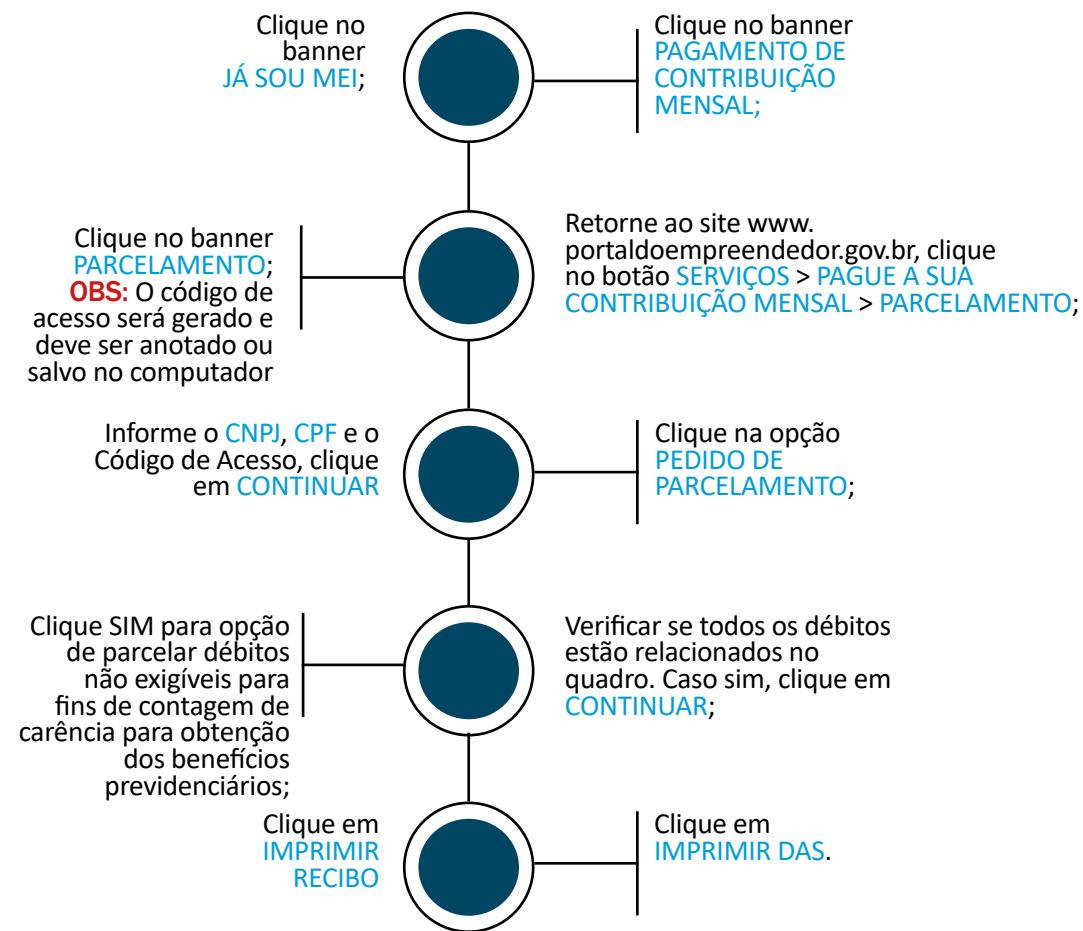 Clique no
banner
JÁ SOU MEI;
Clique no banner
PAGAMENTO DE
CONTRIBUIÇÃO
MENSAL;
Clique no banner
PARCELAMENTO;
OBS: O código de
acesso será gerado e
deve ser anotado ou
salvo no computador
Retorne ao site www.
portaldoempreendedor.gov.br, clique
no botão SERVIÇOS > PAGUE A SUA
CONTRIBUIÇÃO MENSAL > PARCELAMENTO;
Informe o CNPJ, CPF e o
Código de Acesso, clique
em CONTINUAR
Clique na opção
PEDIDO DE
PARCELAMENTO;
Clique SIM para opção
de parcelar débitos
não exigíveis para
fins de contagem de
carência para obtenção
dos benefícios
previdenciários;
Verificar se todos os débitos
estão relacionados no
quadro. Caso sim, clique em
CONTINUAR;
Clique em
IMPRIMIR
RECIBO
Clique em
IMPRIMIR DAS.